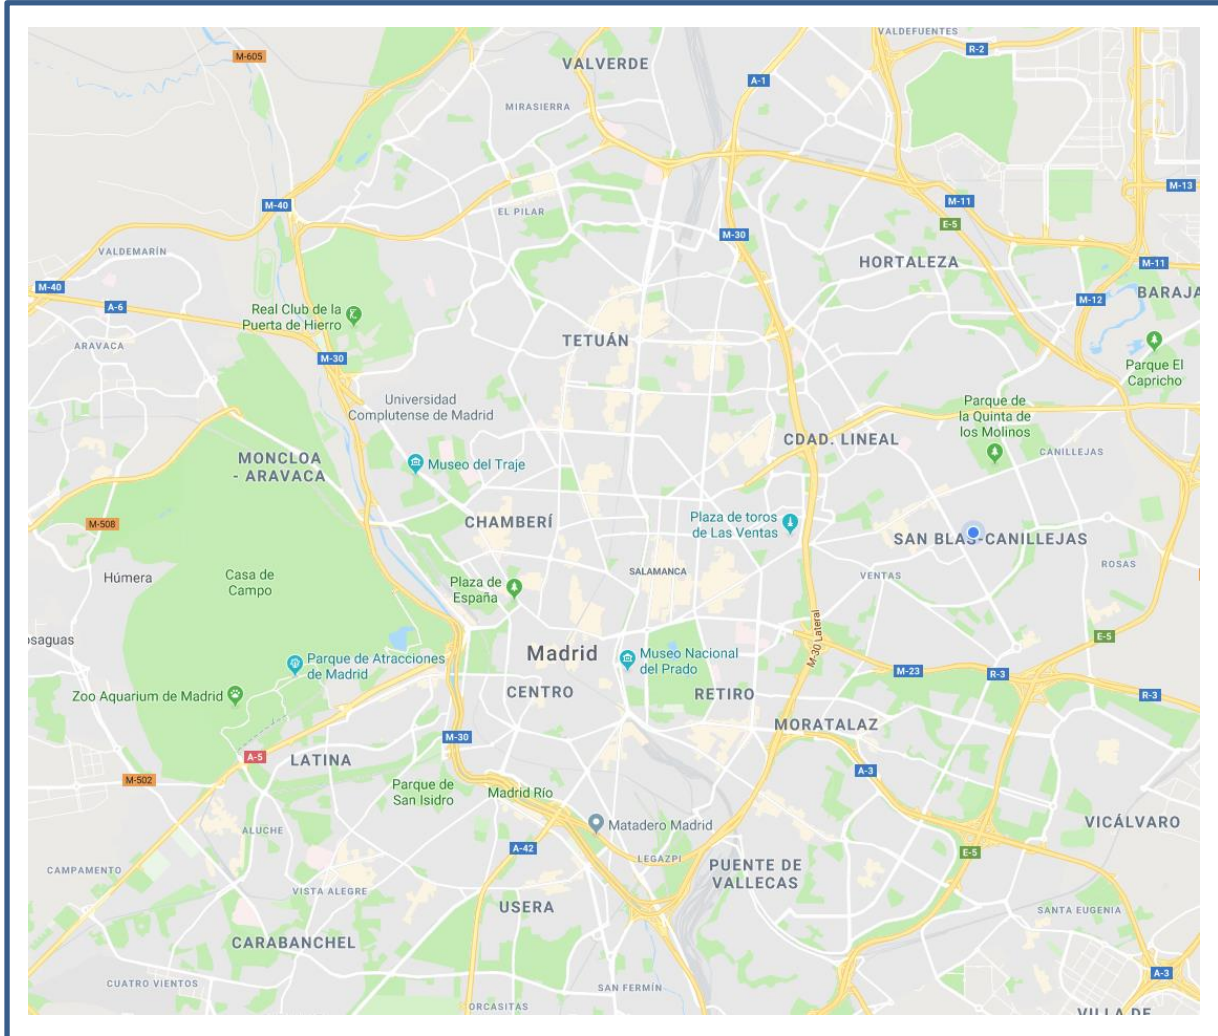 VALDEFUENTES
M-605
R-2
VALVERDE
A-1
MIRASIERRA
M-13
M-40
M-11
EL PILAR
E-5
M-30
VALDEMARÍN
HORTALEZA
M-11
M-40
BARAJA
M-12
A-6
Real Club de la
Puerta de Hierro
TETUÁN
ARAVACA
M-30
Parque El
Capricho
Universidad
Complutense de Madrid
Parque de
la Quinta de
los Molinos
CDAD. LINEAL
CANILLEJAS
MONCLOA
- ARAVACA
Museo del Traje
M-508
CHAMBERÍ
Plaza de toros
de Las Ventas
SAN BLAS-CANILLEJAS
Húmera
Casa de
Campo
Plaza de
España
SALAMANCA
VENTAS
ROSAS
osaguas
M-30 Lateral
E-5
Madrid
Museo Nacional
del Prado
Parque de Atracciones
de Madrid
M-23
R-3
R-3
Zoo Aquarium de Madrid
CENTRO
RETIRO
MORATALAZ
M-30
A-5
LATINA
A-3
M-502
Parque de
San Isidro
Madrid Río
Matadero Madrid
VICÁLVARO
ALUCHE
A-42
LEGAZPI
E-5
CAMPAMENTO
PUENTE DE
VALLECAS
VISTA ALEGRE
USERA
SANTA EUGENIA
CARABANCHEL
A-3
CUATRO VIENTOS
SAN FERMÍN
ORCASITAS
VILLA DE